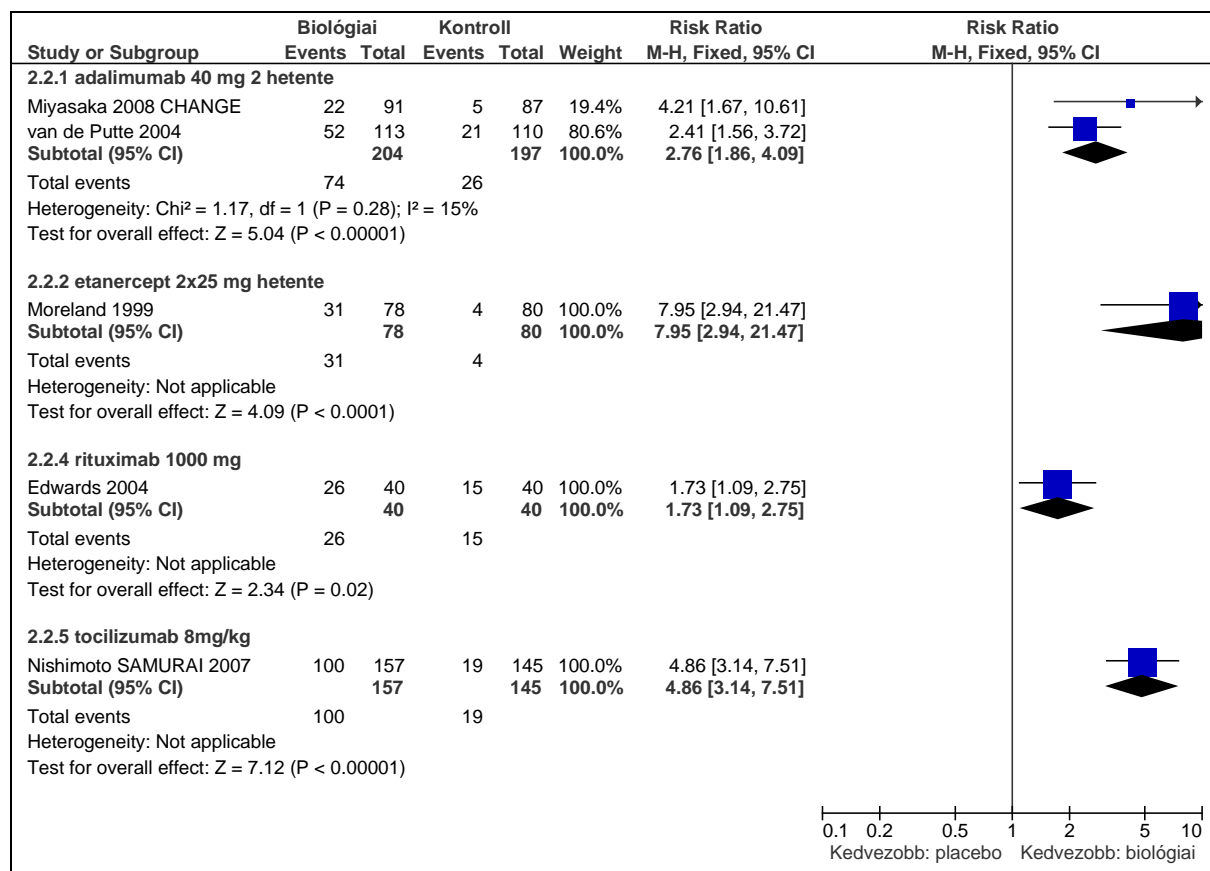 Biológiai Kontroll Risk Ratio Risk Ratio
Study or Subgroup Events Total Events Total Weight M-H, Fixed, 95% CI M-H, Fixed, 95% CI
2.2.1 adalimumab 40 mg 2 hetente
Miyasaka 2008 CHANGE 22 91 5 87 19.4% 4.21 [1.67, 10.61]
van de Putte 2004 52 113 21 110 80.6% 2.41 [1.56, 3.72]
Subtotal (95% CI) 204 197 100.0% 2.76 [1.86, 4.09]
Total events 74 26
Heterogeneity: Chi² = 1.17, df = 1 (P = 0.28); I² = 15%
Test for overall effect: Z = 5.04 (P < 0.00001)
2.2.2 etanercept 2x25 mg hetente
Moreland 1999 31 78 4 80 100.0% 7.95 [2.94, 21.47]
Subtotal (95% CI) 78 80 100.0% 7.95 [2.94, 21.47]
Total events 31 4
Heterogeneity: Not applicable
Test for overall effect: Z = 4.09 (P < 0.0001)
2.2.4 rituximab 1000 mg
Edwards 2004 26 40 15 40 100.0% 1.73 [1.09, 2.75]
Subtotal (95% CI) 40 40 100.0% 1.73 [1.09, 2.75]
Total events 26 15
Heterogeneity: Not applicable
Test for overall effect: Z = 2.34 (P = 0.02)
2.2.5 tocilizumab 8mg/kg
Nishimoto SAMURAI 2007 100 157 19 145 100.0% 4.86 [3.14, 7.51]
Subtotal (95% CI) 157 145 100.0% 4.86 [3.14, 7.51]
Total events 100 19
Heterogeneity: Not applicable
Test for overall effect: Z = 7.12 (P < 0.00001)
0.1 0.2 0.5 1 2 5 10
Kedvezobb: placebo Kedvezobb: biológiai